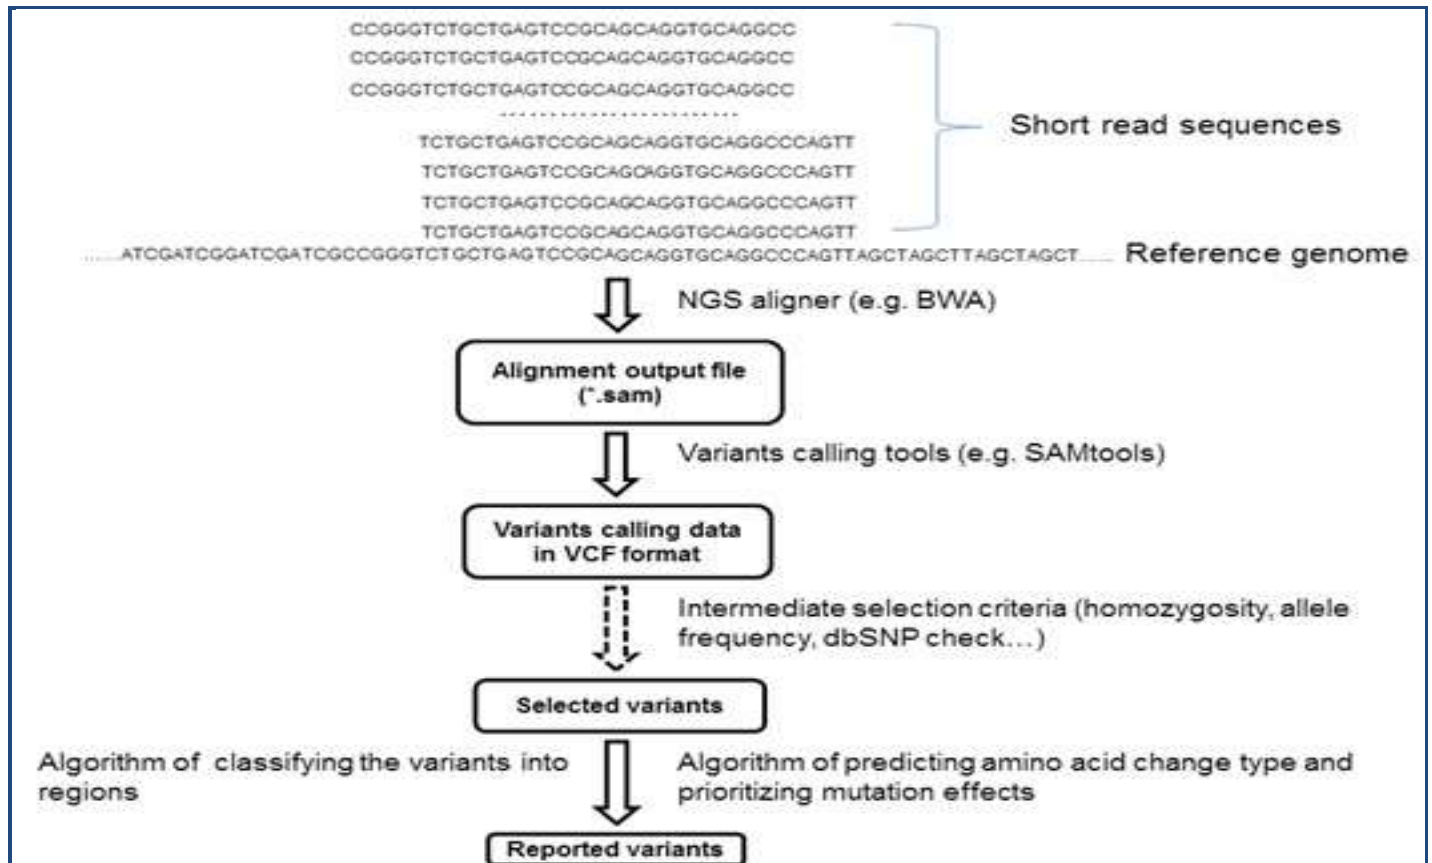 CCGGGTCTGCTGAGTCCGCAGCAGGTGCAGGCC
CCGGGTCTGCTGAGTCCGCAGCAGGTGCAGGCC
CCGGGTCTGCTGAGTCCGCAGCAGGTGCAGGCC
------------------------
Short read sequences
TCTGCTGAGTCCGCAGCAGGTGCAGGCCCAGTT
TCTGCTGAGTCCGCAGCAGGTGCAGGCCCAGTT
TCTGCTGAGTCCGCAGCAGGTGCAGGCCCAGTT
TCTGCTGAGTCCGCAGCAGGTGCAGGCCCAGTT
......ATCGATCGGATCGATCGCCGGGTCTGCTGAGTCCGCAGCAGGTGCAGGCCCAGTTAGCTAGCTTAGCTAGCT...... Reference genome
NGS aligner (e.g. BWA)
Alignment output file
(*.sam)
Variants calling tools (e.g. SAMtools)
Variants calling data
in VCF format
Intermediate selection criteria (homozygosity, allele
frequency, dbSNP check...)
Selected variants
Algorithm of classifying the variants into
regions
Algorithm of predicting amino acid change type and
prioritizing mutation effects
Reported variants